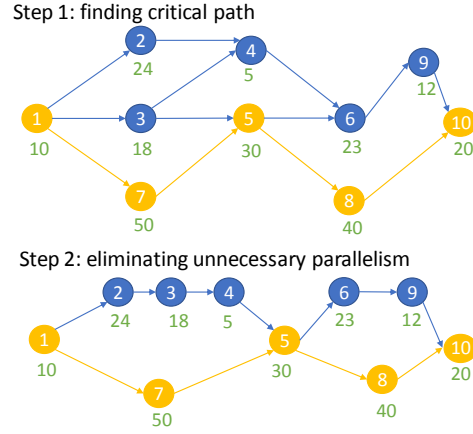 Step 1: finding critical path
2 4
24 5
9
12
1 3 5 6 10
10 18 30 23 20
7 8
50 40
Step 2: eliminating unnecessary parallelism
2 3 4 6 9
24 18 5 23 12
1 5 10
10 30 20
7 8
50 40